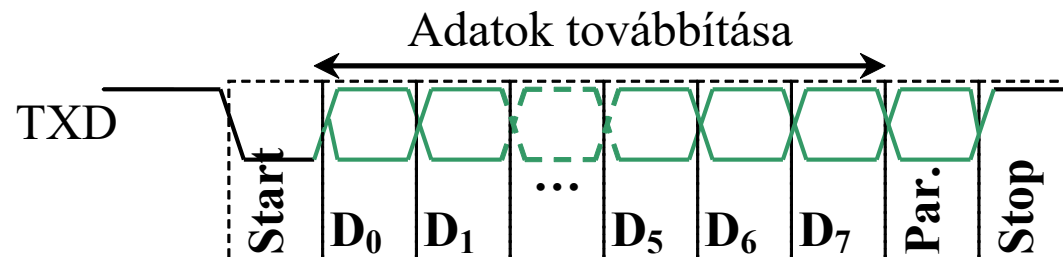 Adatok továbbítása
TXD
Start D₀ D₁ ... D₅ D₆ D₇ Par. Stop